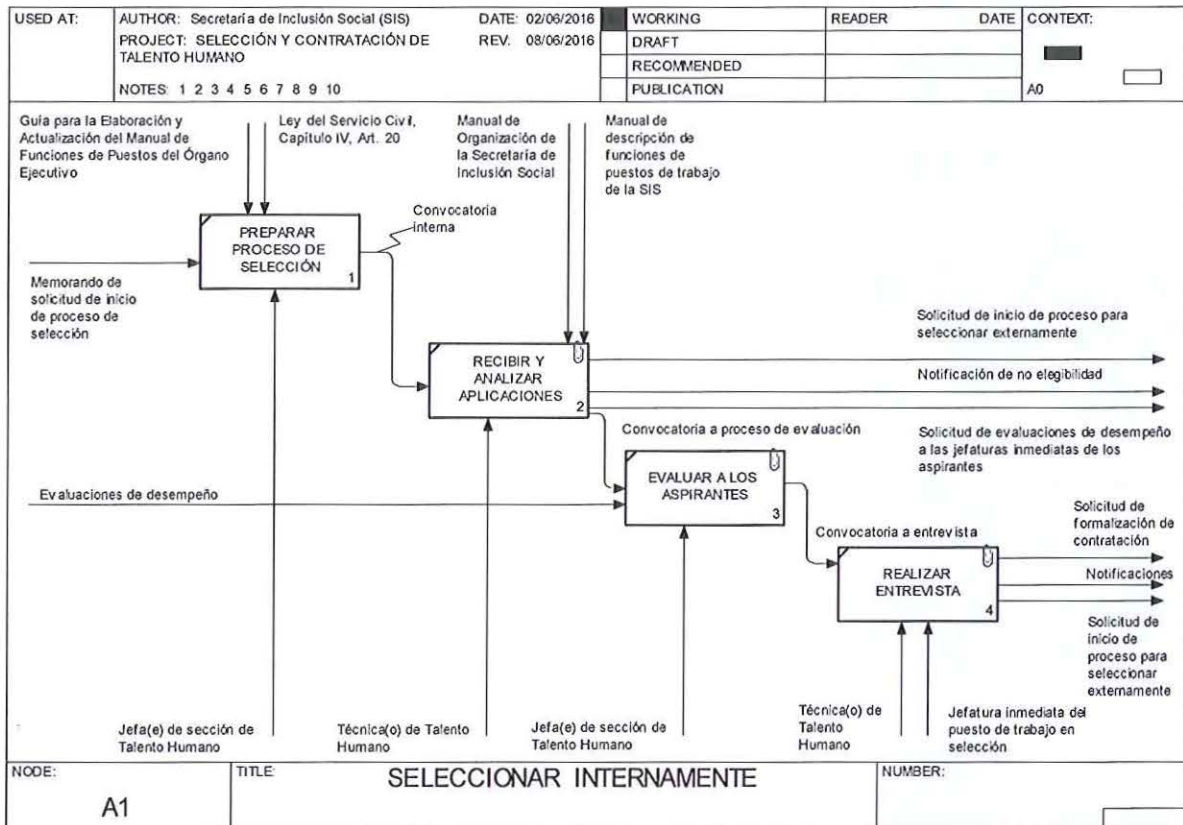 USED AT:
AUTHOR: Secretaría de Inclusión Social (SIS)
DATE: 02/06/2016
PROJECT: SELECCIÓN Y CONTRATACIÓN DE
TALENTO HUMANO
REV: 08/06/2016
NOTES: 1 2 3 4 5 6 7 8 9 10
WORKING
DRAFT
RECOMMENDED
PUBLICATION
READER
DATE
CONTEXT:
A0
Guía para la Elaboración y
Actualización del Manual de
Funciones de Puestos del Órgano
Ejecutivo
Ley del Servicio Civil,
Capítulo IV, Art. 20
Manual de
Organización de
la Secretaría de
Inclusión Social
Manual de
descripción de
funciones de
puestos de trabajo
de la SIS
PREPARAR
PROCESO DE
SELECCIÓN
1
Convocatoria
interna
Memorando de
solicitud de inicio
de proceso de
selección
RECIBIR Y
ANALIZAR
APLICACIONES
2
Solicitud de inicio de proceso para
seleccionar externamente
Notificación de no elegibilidad
Solicitud de evaluaciones de desempeño
a las jefaturas inmediatas de los
aspirantes
Convocatoria a proceso de evaluación
EVALUAR A LOS
ASPIRANTES
3
Evaluaciones de desempeño
Convocatoria a entrevista
REALIZAR
ENTREVISTA
4
Solicitud de
formalización de
contratación
Notificaciones
Solicitud de
inicio de
proceso para
seleccionar
externamente
Jefa(e) de sección de
Talento Humano
Técnica(o) de Talento
Humano
Jefa(e) de sección de
Talento Humano
Técnica(o) de
Talento
Humano
Jefatura inmediata del
puesto de trabajo en
selección
NODE:
A1
TITLE:
SELECCIONAR INTERNAMENTE
NUMBER: